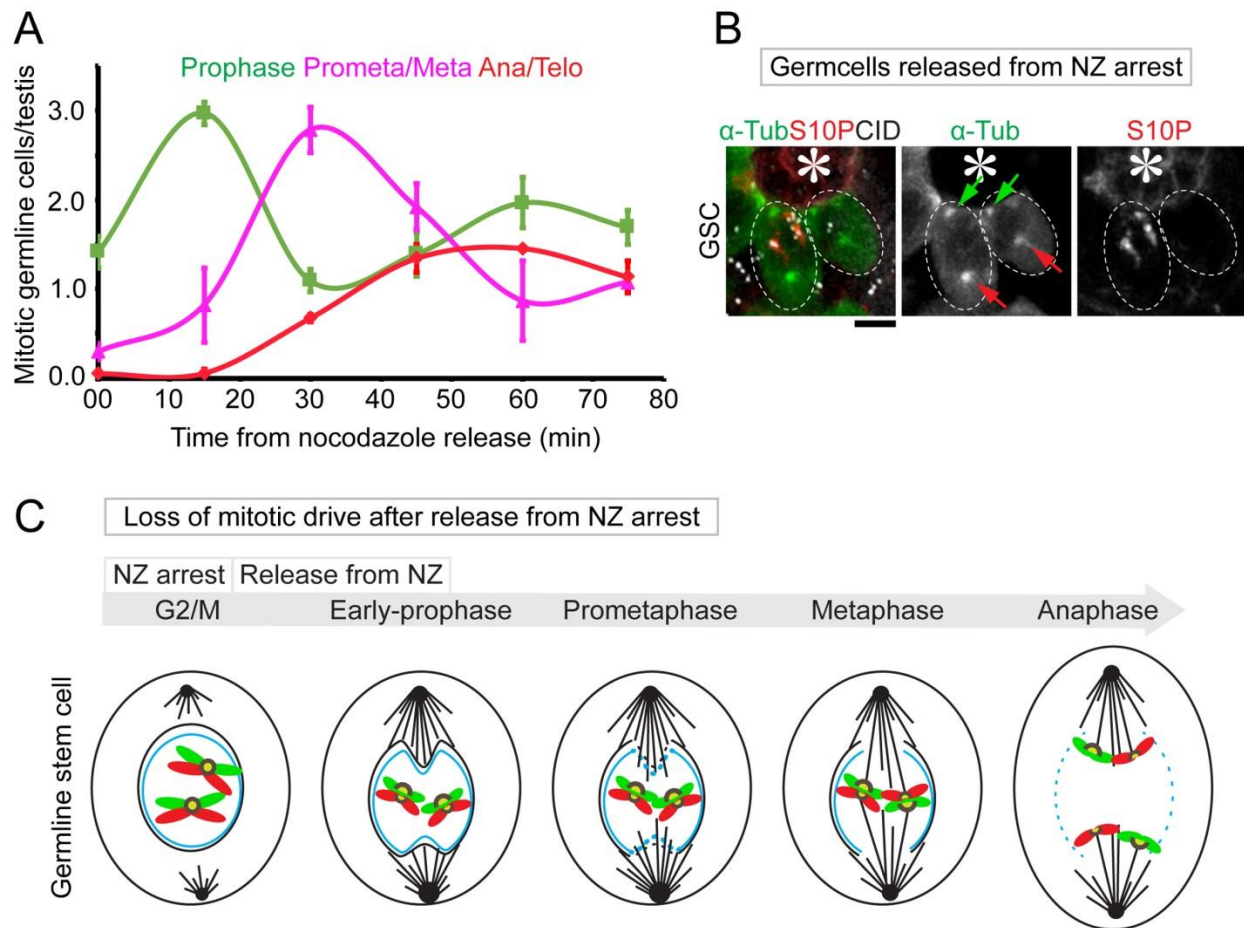 A
Prophase Prometa/Meta Ana/Telo
Mitotic germline cells/testis
3.0
2.0
1.0
0.0
00 10 20 30 40 50 60 70 80
Time from nocodazole release (min)
B
Germcells released from NZ arrest
α-TubS10PCID α-Tub S10P
GSC
C
Loss of mitotic drive after release from NZ arrest
NZ arrest Release from NZ
G2/M Early-prophase Prometaphase Metaphase Anaphase
Germline stem cell